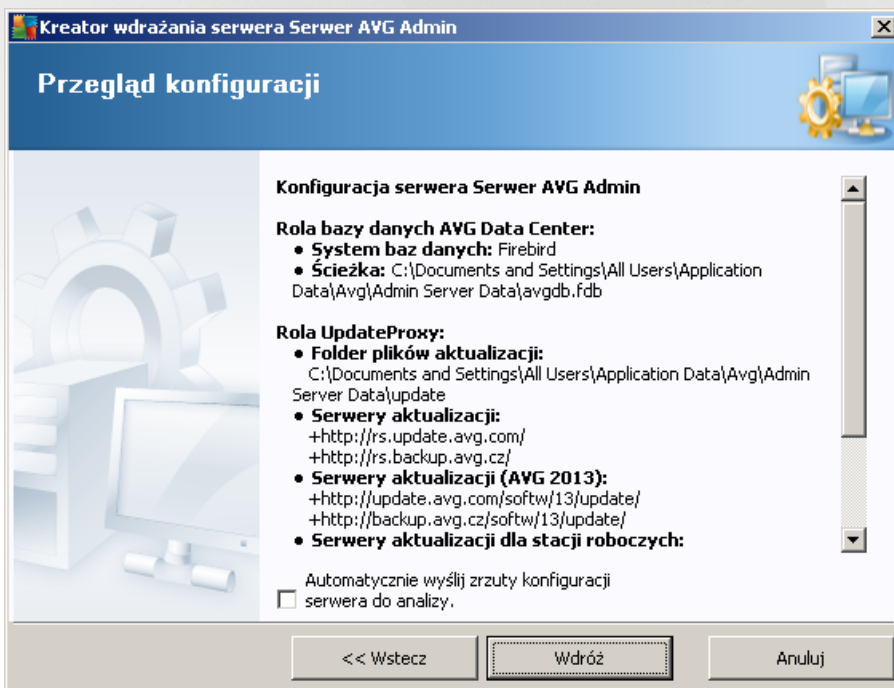 Kreator wdrażania serwera Serwer AVG Admin
Przegląd konfiguracji
Konfiguracja serwera Serwer AVG Admin
Rola bazy danych AVG Data Center:
• System baz danych: Firebird
• Ścieżka: C:\Documents and Settings\All Users\Application
Data\Avg\Admin Server Data\avgdb.fdb
Rola UpdateProxy:
• Folder plików aktualizacji:
C:\Documents and Settings\All Users\Application Data\Avg\Admin
Server Data\update
• Serwery aktualizacji:
+http://rs.update.avg.com/
+http://rs.backup.avg.cz/
• Serwery aktualizacji (AVG 2013):
+http://update.avg.com/softw/13/update/
+http://backup.avg.cz/softw/13/update/
• Serwery aktualizacji dla stacji roboczych:
Automatycznie wyślij zrzuty konfiguracji
serwera do analizy.
<< Wstecz
Wdróż
Anuluj